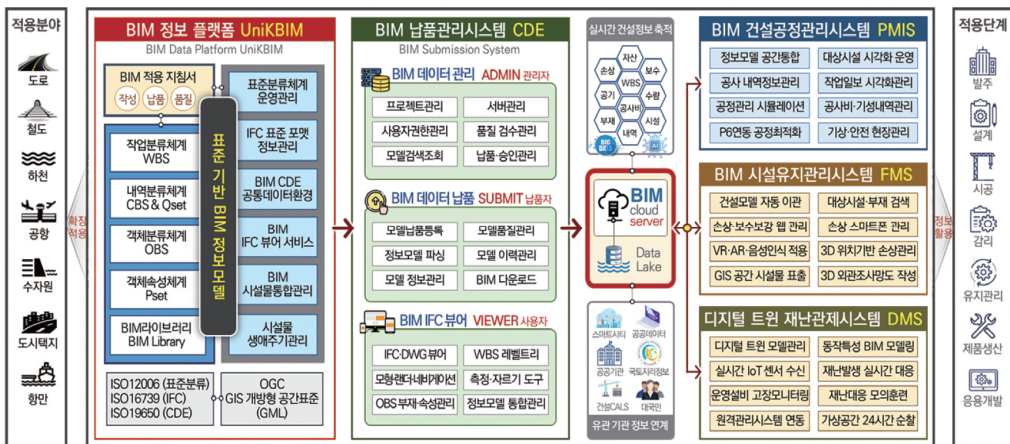 적용분야
도로
철도
하천
공항
수자원
도시택지
항만
확장
적용
BIM 정보 플랫폼 UniKBIM
BIM Data Platform UniKBIM
BIM 적용 지침서
작성
납품
품질
작업분류체계
WBS
내역분류체계
CBS & Qset
객체분류체계
OBS
객체속성체계
Pset
BIM라이브러리
BIM Library
표준 기반 BIM 정보모델
표준분류체계
운영관리
IFC 표준 포맷
정보관리
BIM CDE
공통데이터환경
BIM
IFC 뷰어 서비스
BIM
시설물통합관리
시설물
생애주기관리
ISO12006 (표준분류)
ISO16739 (IFC)
ISO19650 (CDE)
OGC
GIS 개방형 공간표준
(GML)
BIM 납품관리시스템 CDE
BIM Submission System
BIM 데이터 관리 ADMIN 관리자
프로젝트관리
서버관리
사용자권한관리
품질 검수관리
모델검색조회
납품·승인관리
BIM 데이터 납품 SUBMIT 납품자
모델납품등록
모델품질관리
정보모델 파싱
모델 이력관리
모델 정보관리
BIM 다운로드
BIM IFC 뷰어 VIEWER 사용자
IFC·DWG 뷰어
WBS 레벨트리
모형·랜더·네비게이션
측정·자르기 도구
OBS 부재·속성관리
정보모델 통합관리
실시간 건설정보 축적
자산
손상
보수
WBS
공기
수량
공사비
부재
시설
내역
BIG DATA
AI
BIM
cloud
server
Data
Lake
스마트시티
공공데이터
공공기관
국토지리정보
건설CALS
대국민
유관 기관 정보 연계
BIM 건설공정관리시스템 PMIS
정보모델 공간통합
대상시설 시각화 운영
공사 내역정보관리
작업일보 시각화관리
공정관리 시뮬레이션
공사비·기성내역관리
P6연동 공정최적화
기상·안전 현장관리
BIM 시설유지관리시스템 FMS
건설모델 자동 이관
대상시설·부재 검색
손상·보수보강 웹 관리
손상 스마트폰 관리
VR·AR·음성인식 적용
3D 위치기반 손상관리
GIS 공간 시설물 표출
3D 외관조사망도 작성
디지털 트윈 재난관제시스템 DMS
디지털 트윈 모델관리
동작특성 BIM 모델링
실시간 IoT 센서 수신
재난발생 실시간 대응
운영설비 고장모니터링
재난대응 모의훈련
원격관리시스템 연동
가상공간 24시간 순찰
정보
활용
적용단계
발주
설계
시공
감리
유지관리
제품생산
응용개발